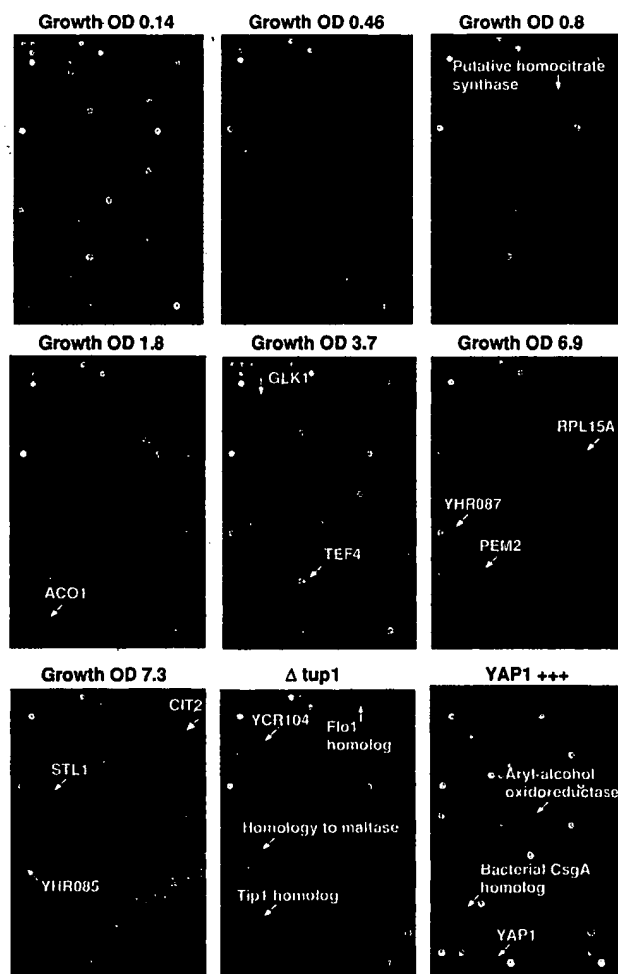 Growth OD 0.14
Growth OD 0.46
Growth OD 0.8
Putative homocitrate
synthase
Growth OD 1.8
Growth OD 3.7
Growth OD 6.9
ACO1
GLK1
TEF4
RPL15A
YHR087
PEM2
Growth OD 7.3
Δ tup1
YAP1 +++
CIT2
STL1
YHR085
YCR104
Flo1
homolog
Homology to maltase
Tip1 homolog
Aryl-alcohol
oxidoreductase
Bacterial CsgA
homolog
YAP1